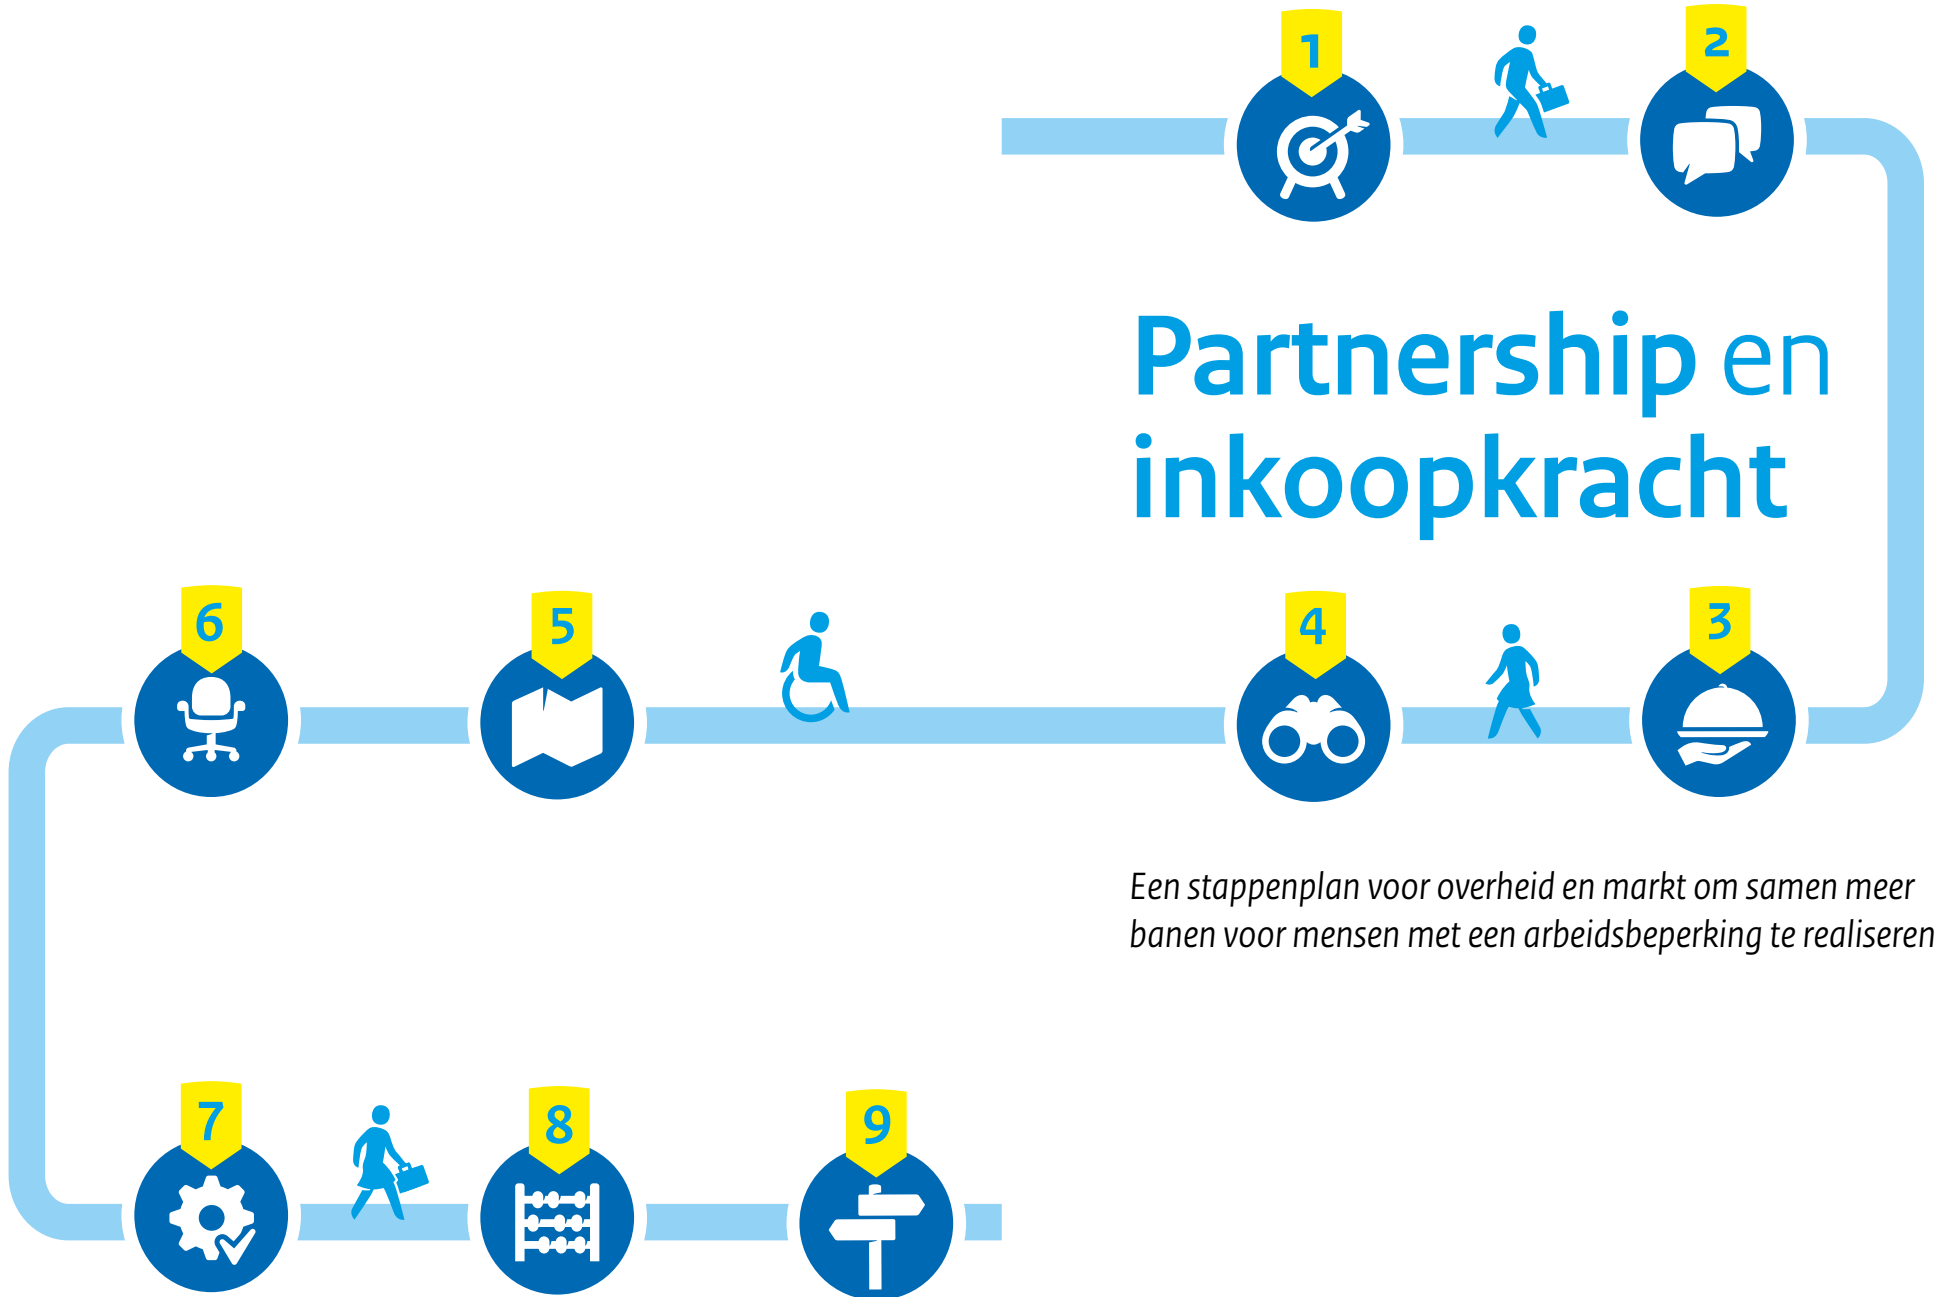 1
2
Partnership en
inkoopkracht
6
5
4
3
Een stappenplan voor overheid en markt om samen meer
banen voor mensen met een arbeidsbeperking te realiseren
7
8
9